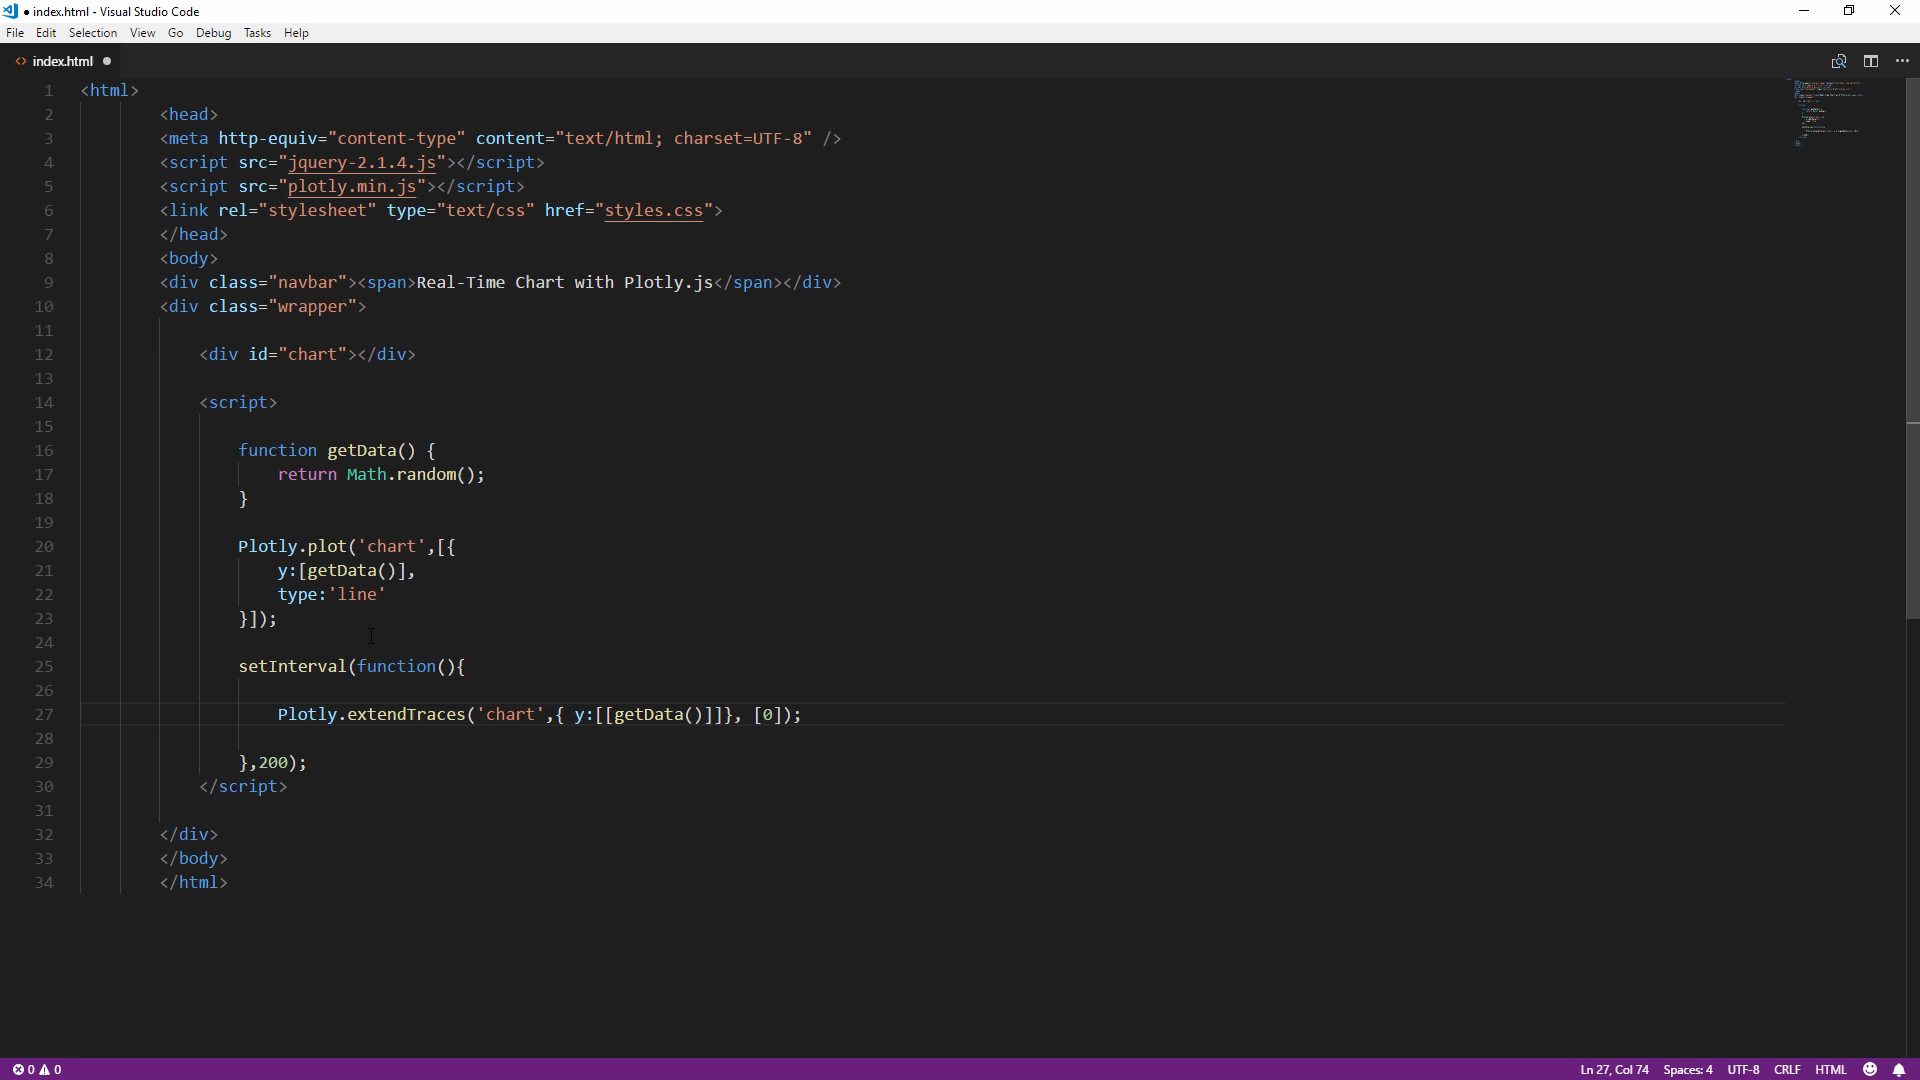 ● index.html - Visual Studio Code
File Edit Selection View Go Debug Tasks Help
<> index.html ●
1 <html>
2 <head>
3 <meta http-equiv="content-type" content="text/html; charset=UTF-8" />
4 <script src="jquery-2.1.4.js"></script>
5 <script src="plotly.min.js"></script>
6 <link rel="stylesheet" type="text/css" href="styles.css">
7 </head>
8 <body>
9 <div class="navbar"><span>Real-Time Chart with Plotly.js</span></div>
10 <div class="wrapper">
11
12 <div id="chart"></div>
13
14 <script>
15
16 function getData() {
17 return Math.random();
18 }
19
20 Plotly.plot('chart',[{
21 y:[getData()],
22 type:'line'
23 }]);
24
25 setInterval(function(){
26
27 Plotly.extendTraces('chart',{ y:[[getData()]]}, [0]);
28
29 },200);
30 </script>
31
32 </div>
33 </body>
34 </html>
0 0 Ln 27, Col 74 Spaces: 4 UTF-8 CRLF HTML